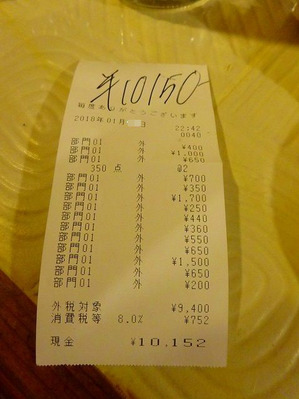 ¥10150-
毎度ありがとうございます
2018年01月 日
22:42
0040
部門01 外 ¥400
部門01 外 ¥1,000
部門01 外 ¥650
350 点 @2
部門01 外 ¥700
部門01 外 ¥350
部門01 外 ¥1,700
部門01 外 ¥250
部門01 外 ¥440
部門01 外 ¥360
部門01 外 ¥550
部門01 外 ¥650
部門01 外 ¥1,500
部門01 外 ¥650
部門01 外 ¥200
外税対象 ¥9,400
消費税等 8.0% ¥752
現金 ¥10,152